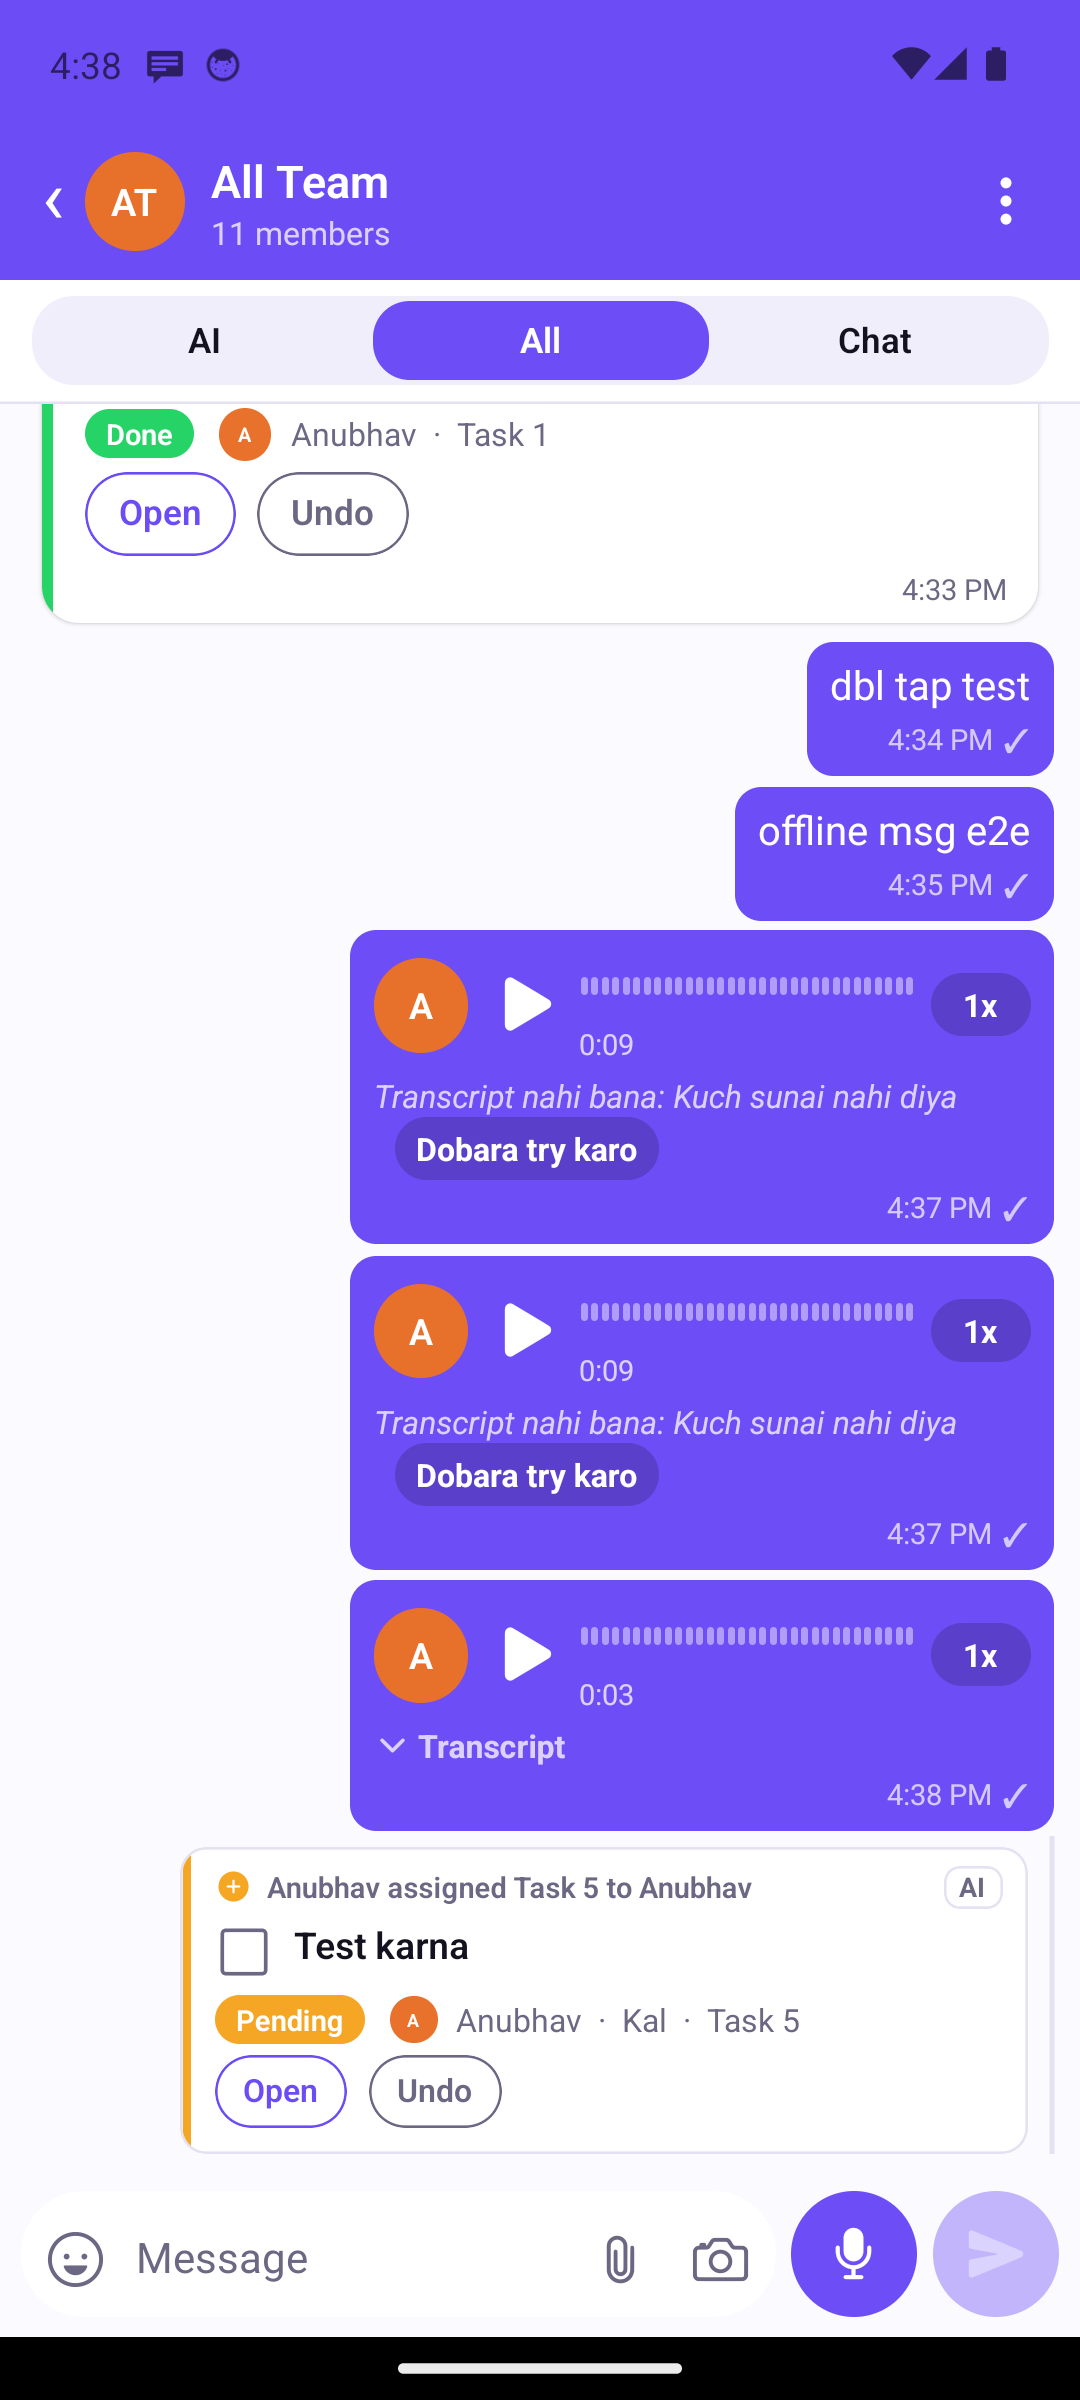 4:38
AT
All Team
11 members
AI
All
Chat
Done A Anubhav · Task 1
Open Undo
4:33 PM
dbl tap test
4:34 PM ✓
offline msg e2e
4:35 PM ✓
A 1x
0:09
Transcript nahi bana: Kuch sunai nahi diya
Dobara try karo
4:37 PM ✓
A 1x
0:09
Transcript nahi bana: Kuch sunai nahi diya
Dobara try karo
4:37 PM ✓
A 1x
0:03
Transcript
4:38 PM ✓
Anubhav assigned Task 5 to Anubhav AI
Test karna
Pending A Anubhav · Kal · Task 5
Open Undo
Message